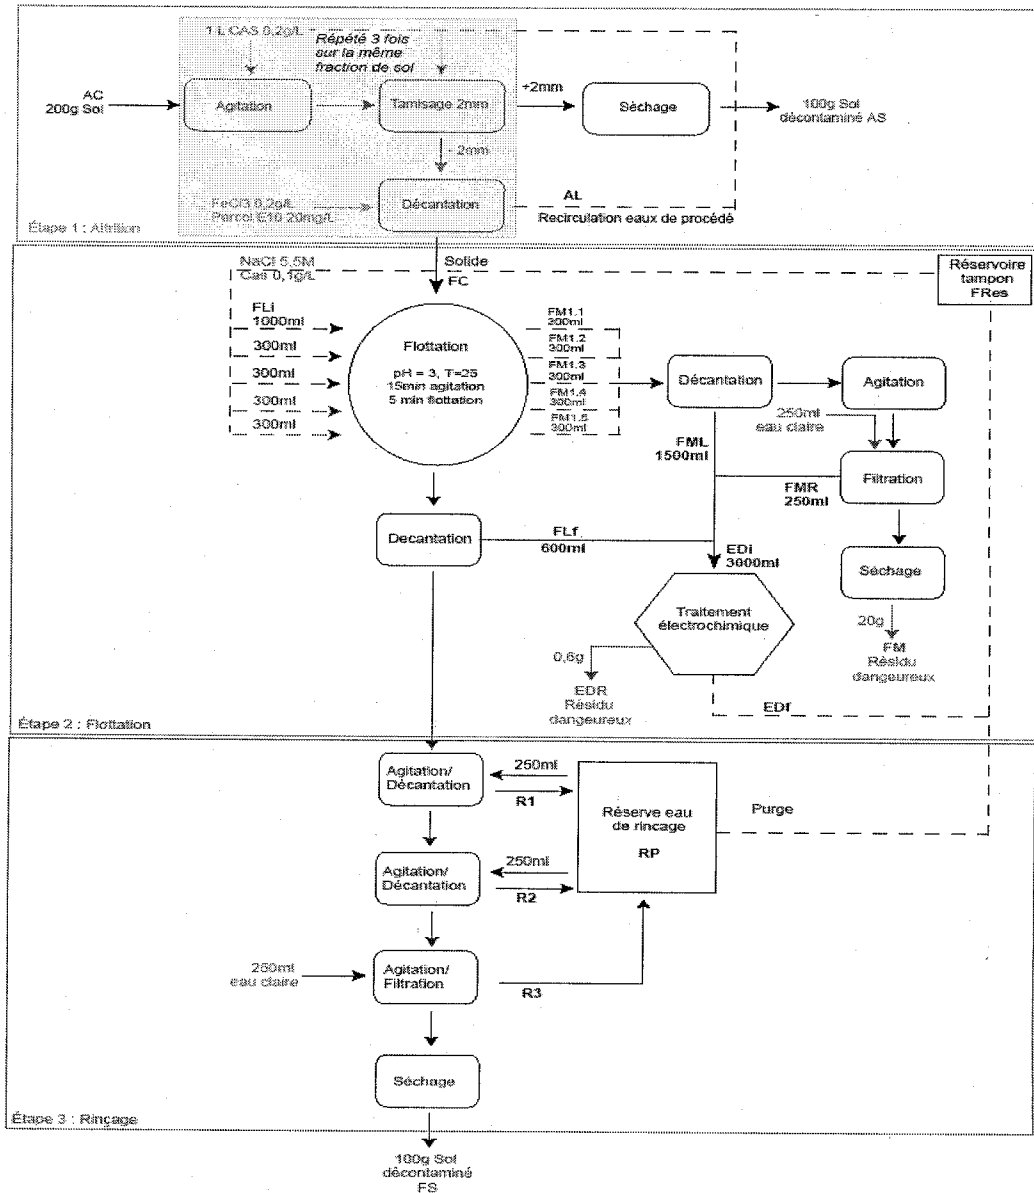 1 L CAS 0,2g/L
Répété 3 fois
sur la même
fraction de sol
AC
200g Sol
Agitation
Tamisage 2mm
+2mm
Séchage
100g Sol
décontaminé AS
- 2mm
FeCl3 0,2g/L
Percol E10 20mg/L
Décantation
AL
Recirculation eaux de procédé
Étape 1 : Attrition
NaCl 5,5M
Cas 0,1g/L
Solide
FC
Réservoire
tampon
FRes
FLi
1000ml
300ml
300ml
300ml
300ml
Flottation
pH = 3, T=25
15min agitation
5 min flottation
FM1.1
300ml
FM1.2
300ml
FM1.3
300ml
FM1.4
300ml
FM1.5
300ml
Décantation
Agitation
250ml
eau claire
FML
1500ml
Filtration
FMR
250ml
Decantation
FLf
600ml
EDi
3000ml
Séchage
Traitement
électrochimique
20g
FM
Résidu
dangeureux
0,6g
EDR
Résidu
dangeureux
EDf
Étape 2 : Flottation
Agitation/
Décantation
250ml
R1
Réserve eau
de rincage
RP
Purge
Agitation/
Décantation
250ml
R2
250ml
eau claire
Agitation/
Filtration
R3
Séchage
Étape 3 : Rinçage
100g Sol
décontaminé
FS